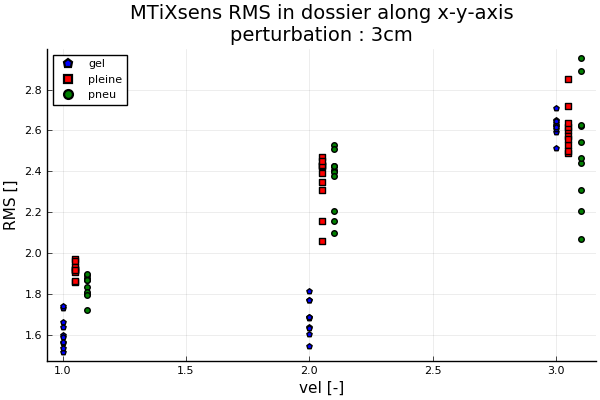 MTiXsens RMS in dossier along x-y-axis
perturbation : 3cm
gel
pleine
pneu
RMS []
2.8
2.6
2.4
2.2
2.0
1.8
1.6
1.0
1.5
2.0
2.5
3.0
vel [-]